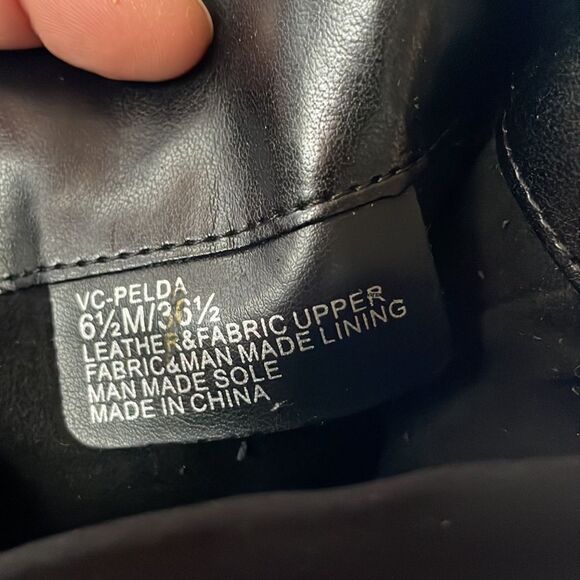 VC-PELDA
6½M/36½
LEATHER&FABRIC UPPER
FABRIC&MAN MADE LINING
MAN MADE SOLE
MADE IN CHINA